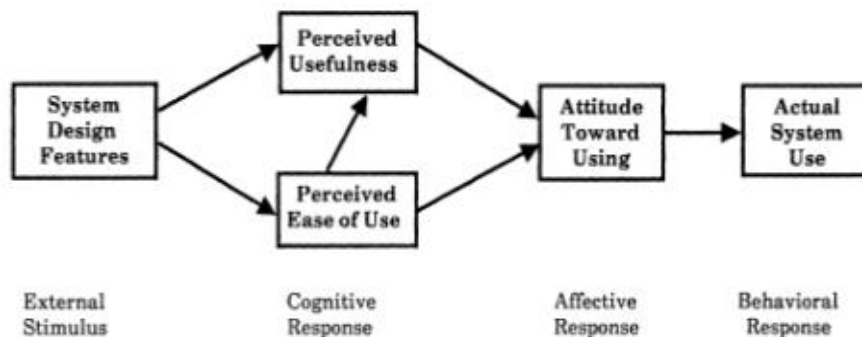 Perceived
Usefulness
System
Design
Features
Attitude
Toward
Using
Actual
System
Use
Perceived
Ease of Use
External
Stimulus
Cognitive
Response
Affective
Response
Behavioral
Response